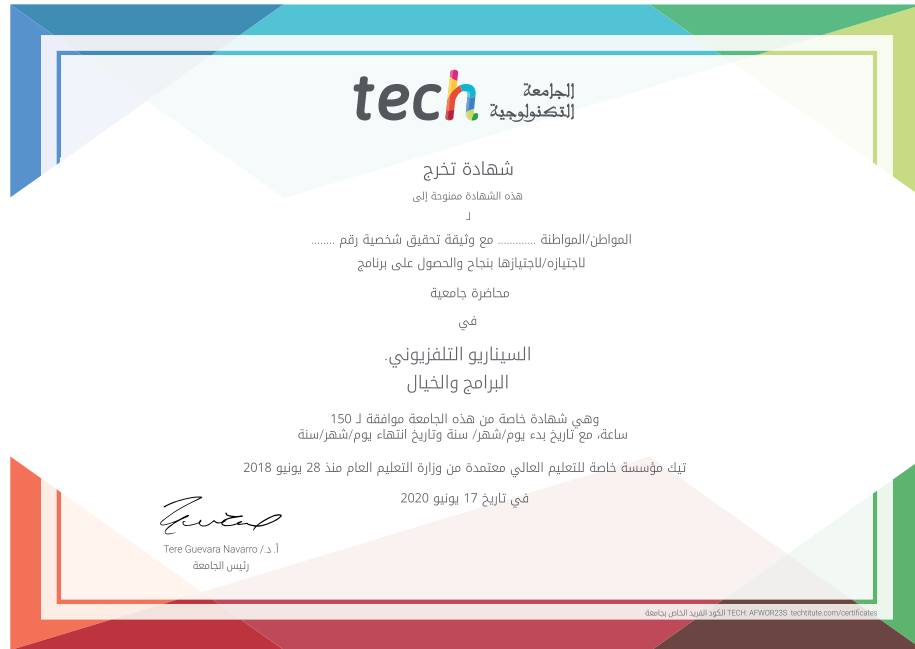 tech
الجامعة
التكنولوجية
شهادة تخرج
هذه الشهادة ممنوحة إلى
لـ
المواطن/المواطنة ............ مع وثيقة تحقيق شخصية رقم ........
لاجتيازه/لاجتيازها بنجاح والحصول على برنامج
محاضرة جامعية
في
السيناريو التلفزيوني.
البرامج والخيال
وهي شهادة خاصة من هذه الجامعة موافقة لـ 150
ساعة، مع تاريخ بدء يوم/شهر/ سنة وتاريخ انتهاء يوم/شهر/سنة
تيك مؤسسة خاصة للتعليم العالي معتمدة من وزارة التعليم العام منذ 28 يونيو 2018
في تاريخ 17 يونيو 2020
أ. د./ Tere Guevara Navarro
رئيس الجامعة
الكود الفريد الخاص بجامعة TECH: AFWOR23S techtitute.com/certificates